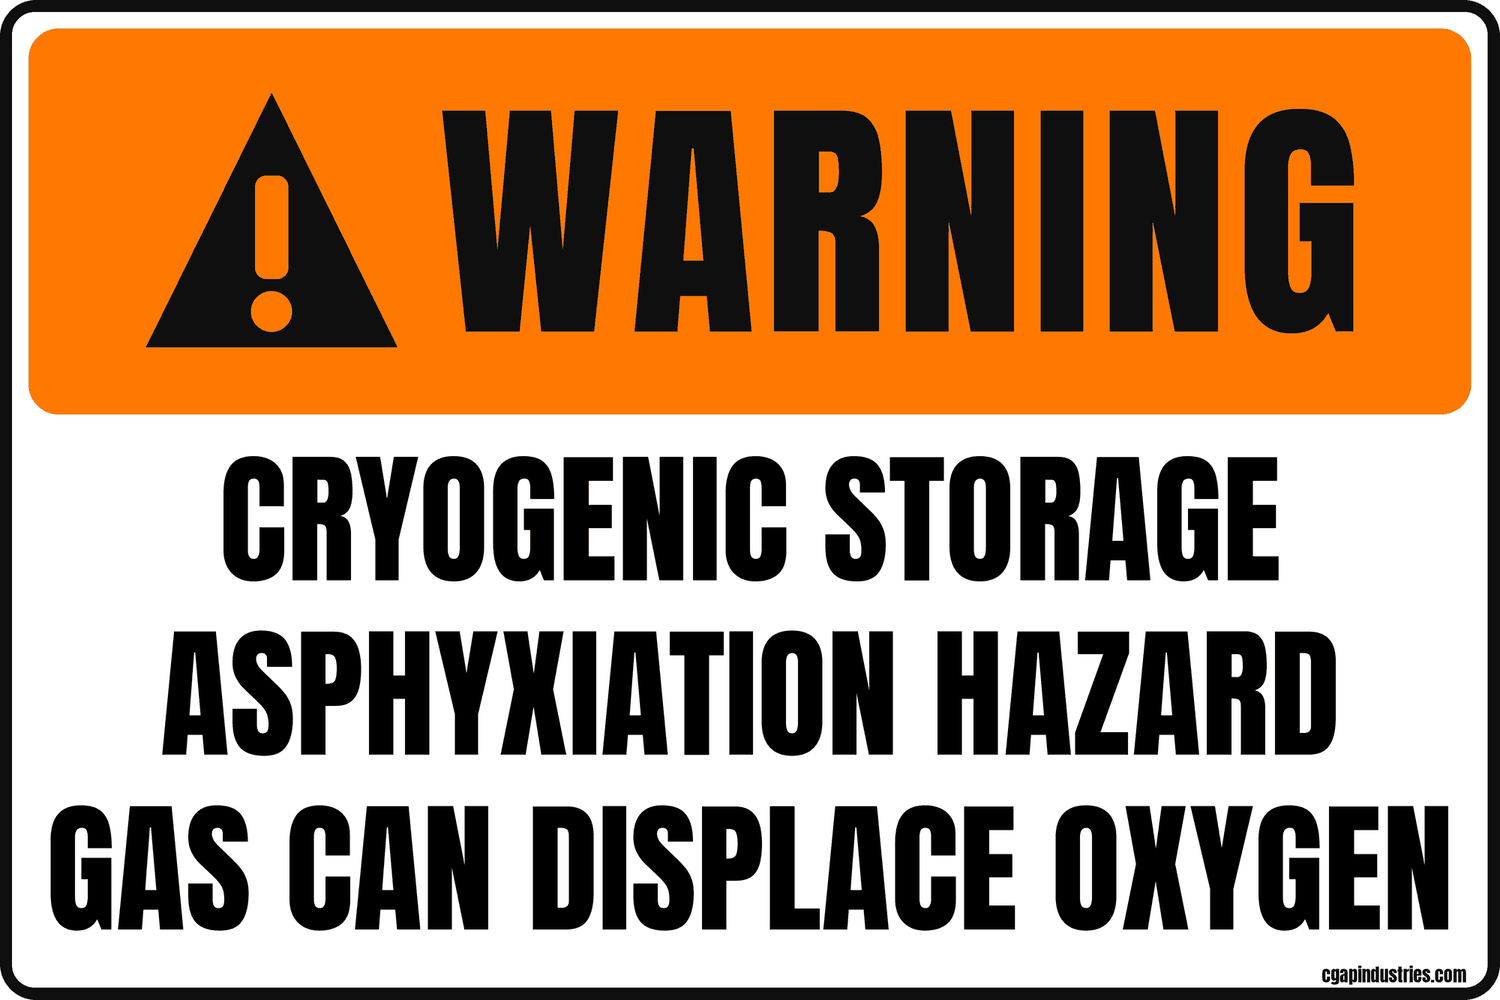 WARNING
CRYOGENIC STORAGE
ASPHYXIATION HAZARD
GAS CAN DISPLACE OXYGEN
cgapindustries.com